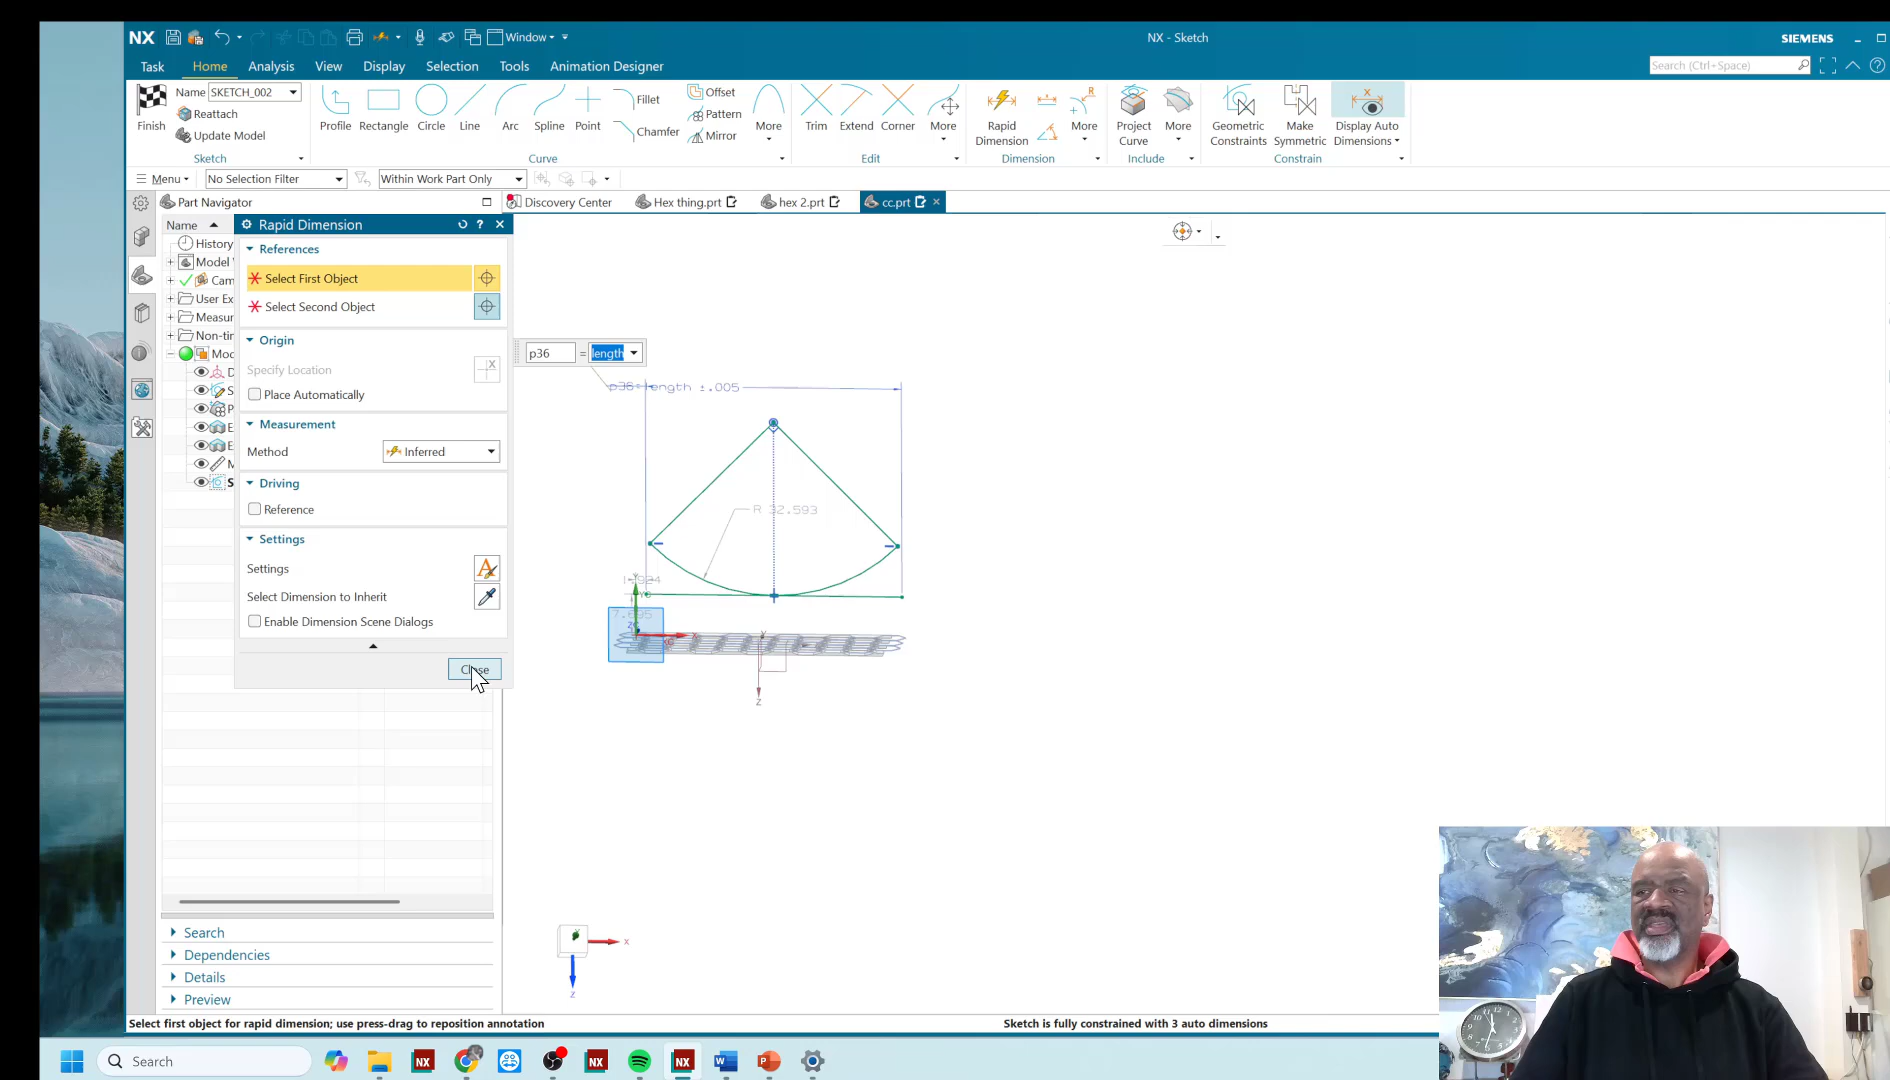 NX
Window
NX - Sketch
SIEMENS
Task
Home
Analysis
View
Display
Selection
Tools
Animation Designer
Search (Ctrl+Space)
Finish
Name SKETCH_002
Reattach
Update Model
Profile
Rectangle
Circle
Line
Arc
Spline
Point
Fillet
Chamfer
Offset
Pattern
Mirror
More
Trim
Extend
Corner
More
Rapid Dimension
More
Project Curve
More
Geometric Constraints
Make Symmetric
Display Auto Dimensions
Sketch
Curve
Edit
Dimension
Include
Constrain
Menu
No Selection Filter
Within Work Part Only
Part Navigator
Discovery Center
Hex thing.prt
hex 2.prt
cc.prt
Name
History
Model
Cam
User Ex
Measur
Non-tir
Mod
Rapid Dimension
References
Select First Object
Select Second Object
Origin
Specify Location
Place Automatically
Measurement
Method
Inferred
Driving
Reference
Settings
Settings
Select Dimension to Inherit
Enable Dimension Scene Dialogs
Close
p36 = length
p36=length ±.005
R 32.593
Search
Dependencies
Details
Preview
X
Z
Select first object for rapid dimension; use press-drag to reposition annotation
Sketch is fully constrained with 3 auto dimensions
Search